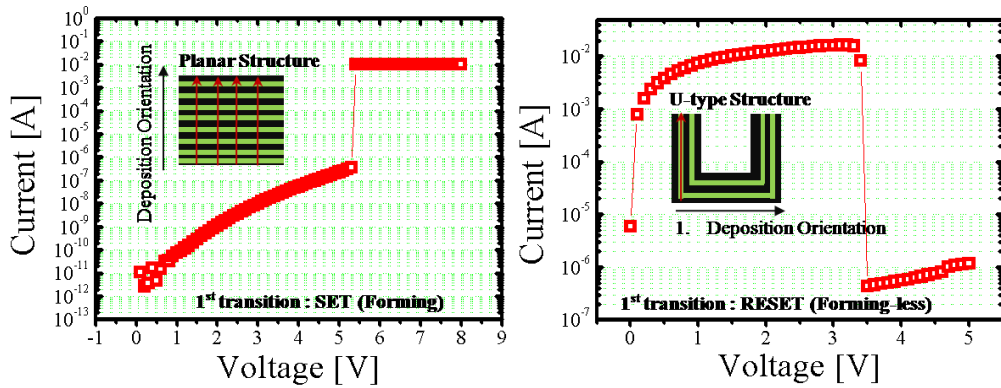 Current [A]
10⁰
10⁻¹
10⁻²
10⁻³
10⁻⁴
10⁻⁵
10⁻⁶
10⁻⁷
10⁻⁸
10⁻⁹
10⁻¹⁰
10⁻¹¹
10⁻¹²
10⁻¹³
Deposition Orientation
Planar Structure
1ˢᵗ transition : SET (Forming)
-1 0 1 2 3 4 5 6 7 8 9
Voltage [V]
Current [A]
10⁻²
10⁻³
10⁻⁴
10⁻⁵
10⁻⁶
10⁻⁷
U-type Structure
1. Deposition Orientation
1ˢᵗ transition : RESET (Forming-less)
0 1 2 3 4 5
Voltage [V]